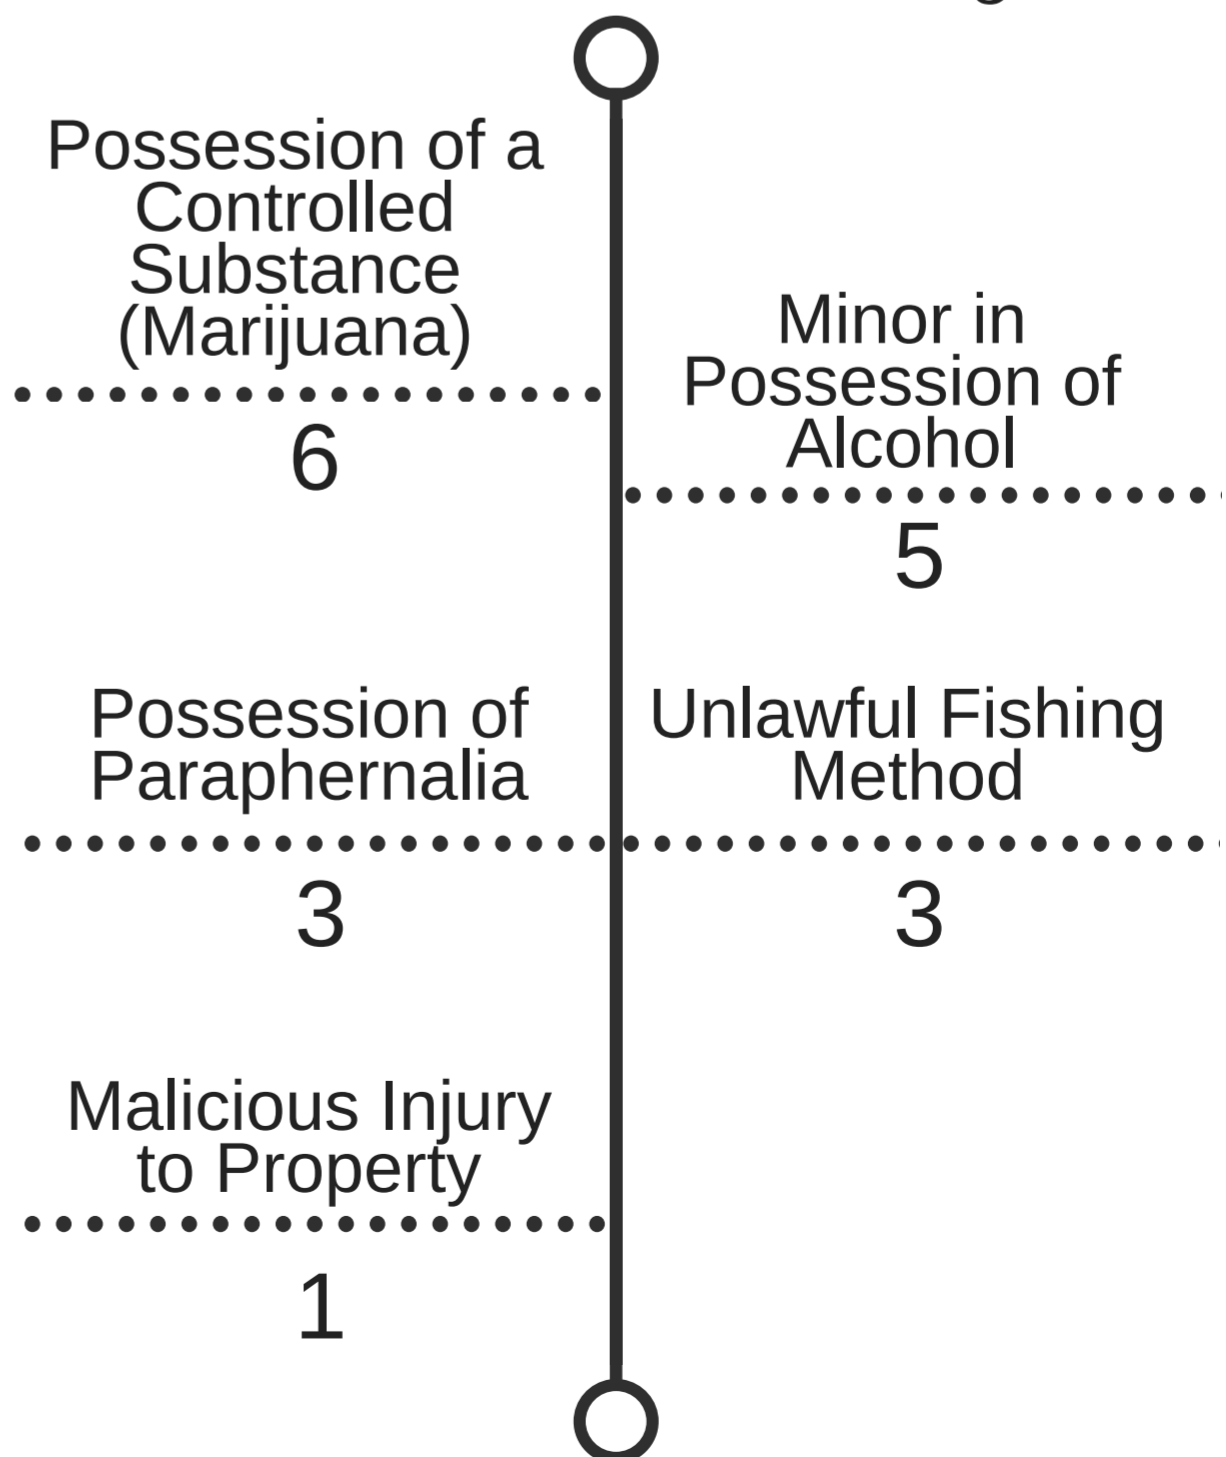 Possession of a
Controlled
Substance
(Marijuana)
6
Minor in
Possession of
Alcohol
5
Possession of
Paraphernalia
3
Unlawful Fishing
Method
3
Malicious Injury
to Property
1